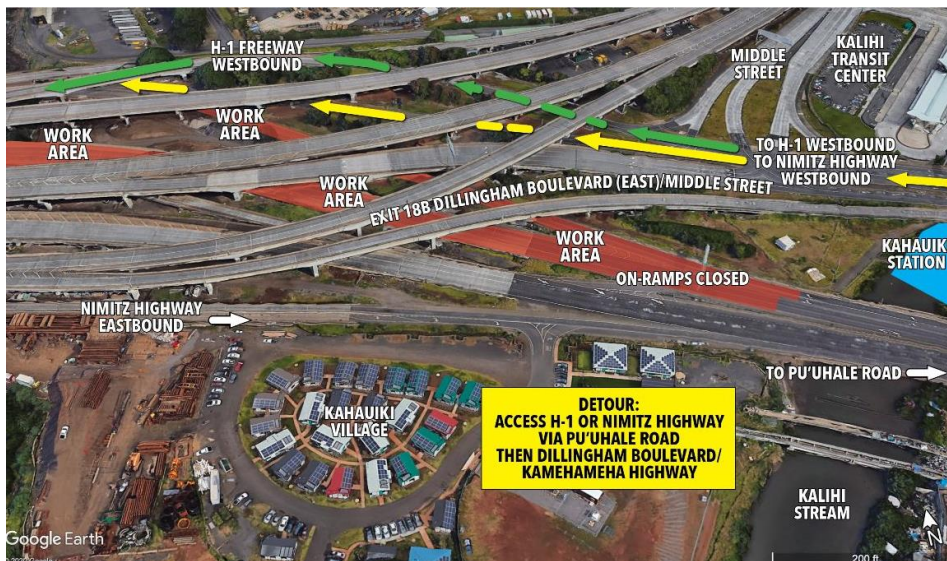 H-1 FREEWAY
WESTBOUND
MIDDLE
STREET
KALIHI
TRANSIT
CENTER
WORK
AREA
WORK
AREA
TO H-1 WESTBOUND
TO NIMITZ HIGHWAY
WESTBOUND
WORK
AREA
EXIT 18B DILLINGHAM BOULEVARD (EAST)/MIDDLE STREET
WORK
AREA
KAHAUIKI
STATION
ON-RAMPS CLOSED
NIMITZ HIGHWAY
EASTBOUND
TO PU'UHALE ROAD
KAHAUIKI
VILLAGE
DETOUR:
ACCESS H-1 OR NIMITZ HIGHWAY
VIA PU'UHALE ROAD
THEN DILLINGHAM BOULEVARD/
KAMEHAMEHA HIGHWAY
KALIHI
STREAM
Google Earth
N
200 ft